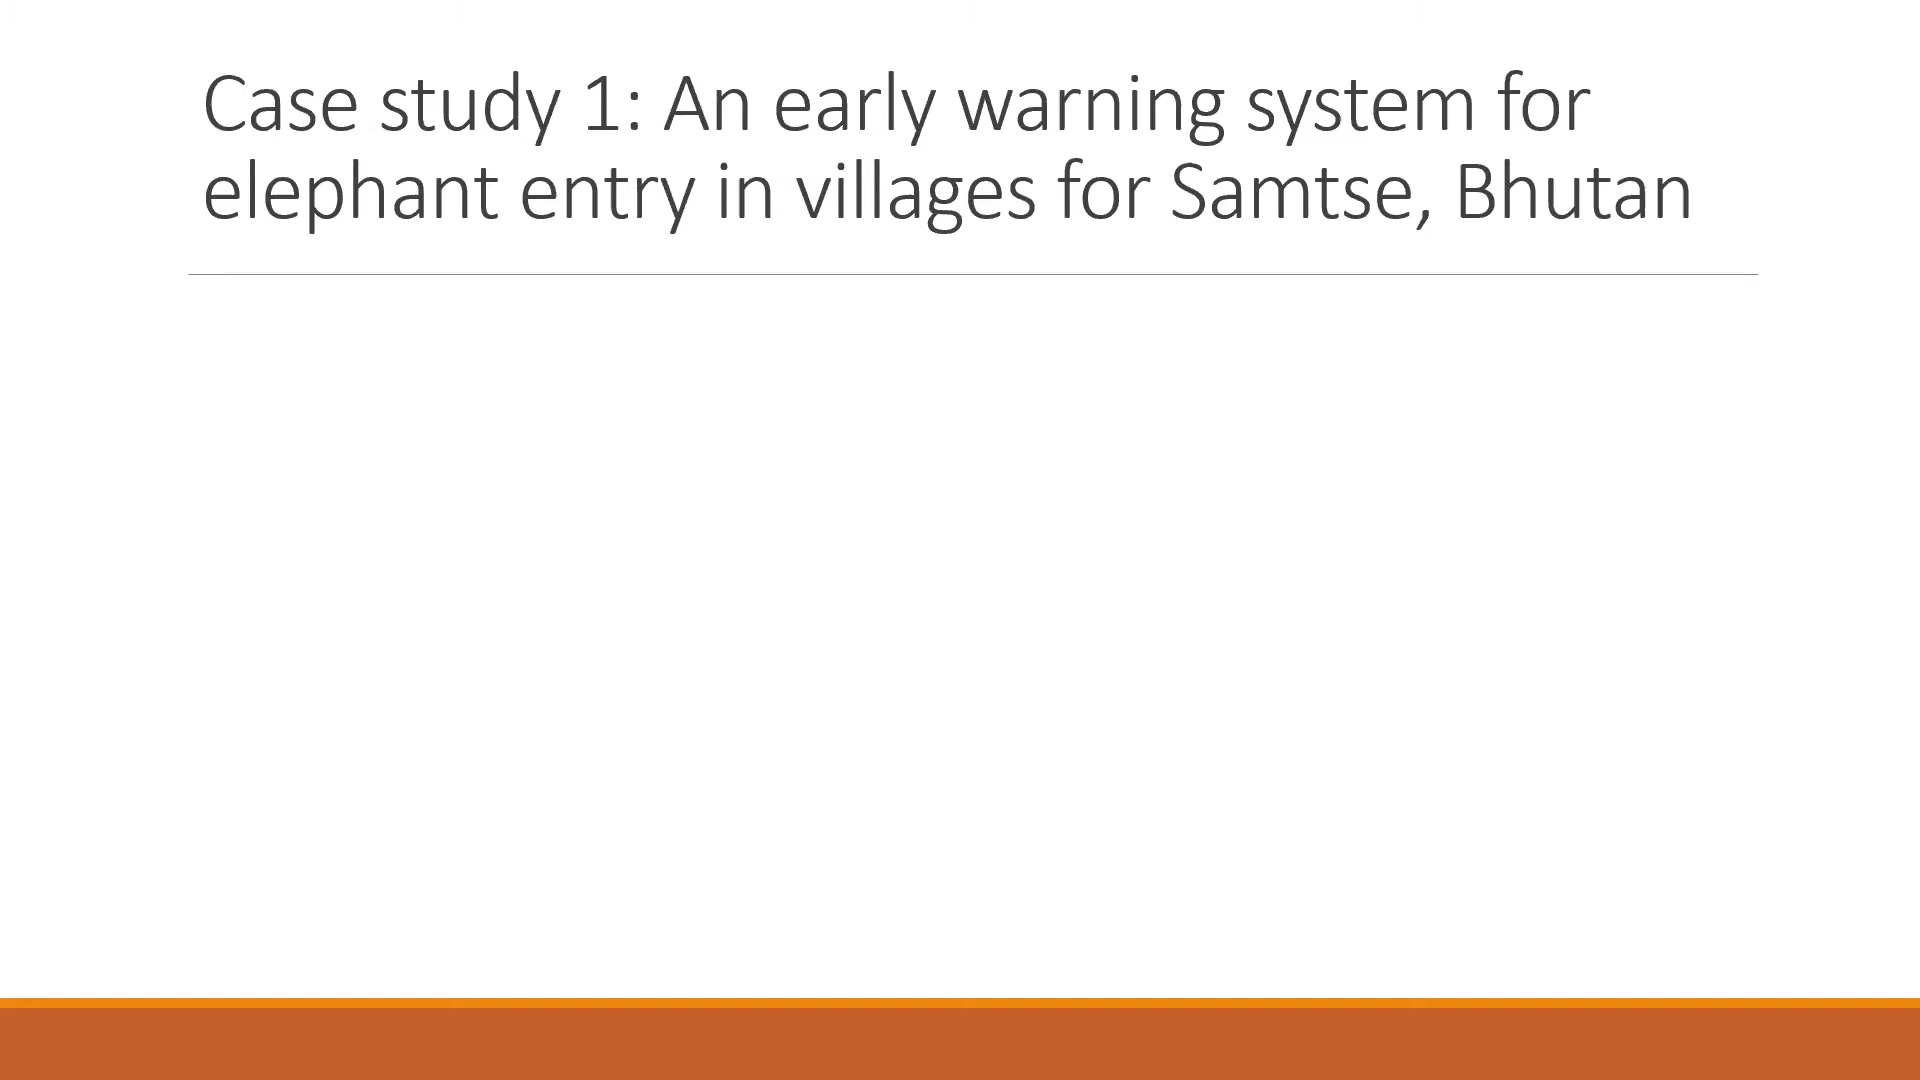 Case study 1: An early warning system for
elephant entry in villages for Samtse, Bhutan